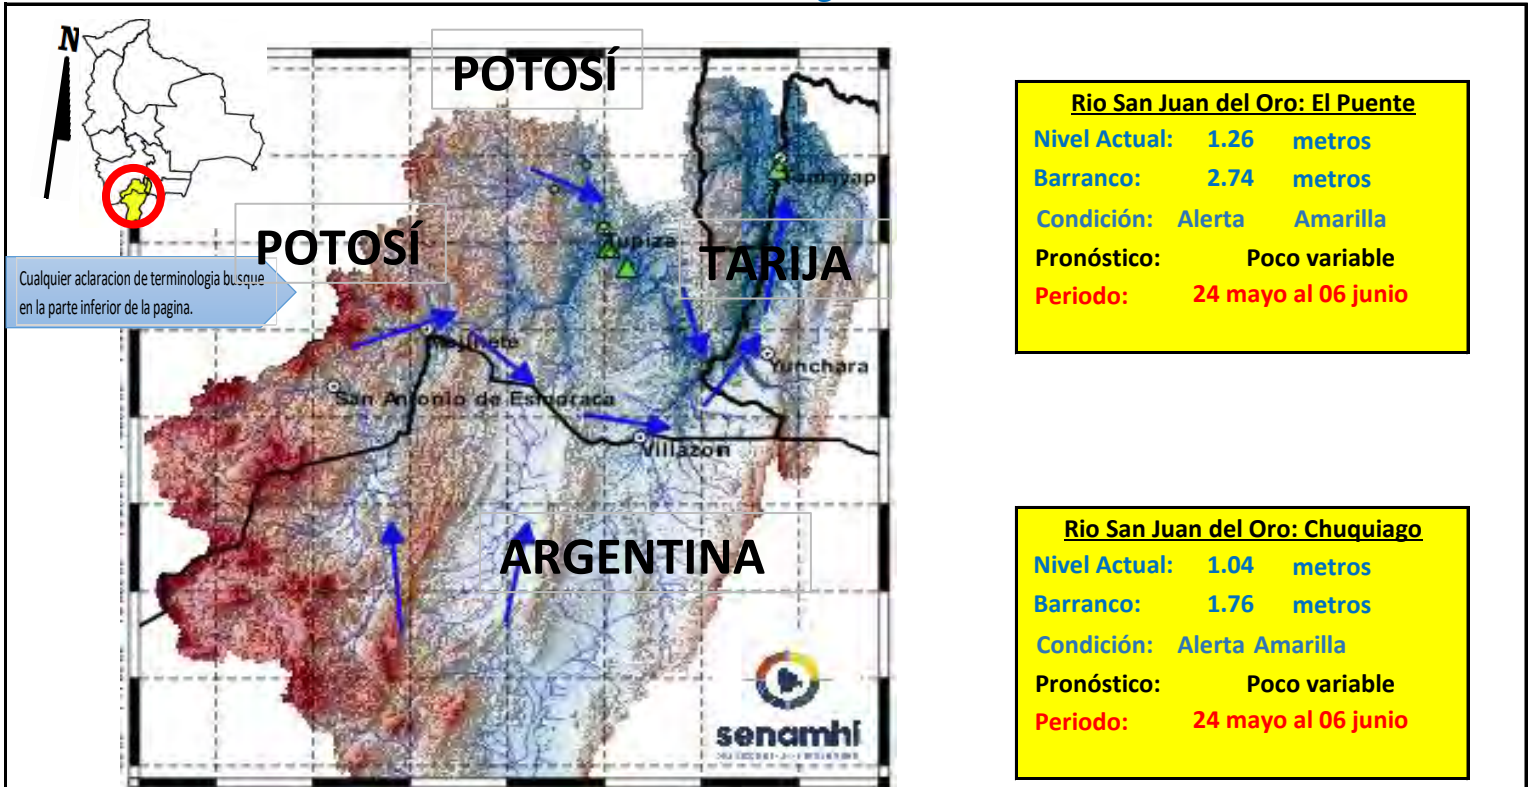 N
POTOSÍ
POTOSÍ
TARIJA
ARGENTINA
Cualquier aclaracion de terminologia busque
en la parte inferior de la pagina.
Tupiza
San Antonio de Esmoraca
Yunchara
Villazon
senamhi
Rio San Juan del Oro: El Puente
Nivel Actual: 1.26 metros
Barranco: 2.74 metros
Condición: Alerta Amarilla
Pronóstico: Poco variable
Periodo: 24 mayo al 06 junio
Rio San Juan del Oro: Chuquiago
Nivel Actual: 1.04 metros
Barranco: 1.76 metros
Condición: Alerta Amarilla
Pronóstico: Poco variable
Periodo: 24 mayo al 06 junio